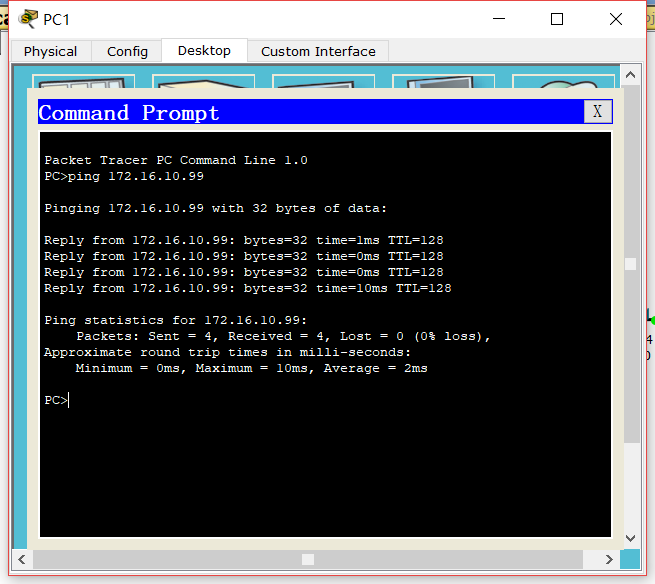 PC1
Physical Config Desktop Custom Interface
Command Prompt X
Packet Tracer PC Command Line 1.0
PC>ping 172.16.10.99
Pinging 172.16.10.99 with 32 bytes of data:
Reply from 172.16.10.99: bytes=32 time=1ms TTL=128
Reply from 172.16.10.99: bytes=32 time=0ms TTL=128
Reply from 172.16.10.99: bytes=32 time=0ms TTL=128
Reply from 172.16.10.99: bytes=32 time=10ms TTL=128
Ping statistics for 172.16.10.99:
    Packets: Sent = 4, Received = 4, Lost = 0 (0% loss),
Approximate round trip times in milli-seconds:
    Minimum = 0ms, Maximum = 10ms, Average = 2ms
PC>